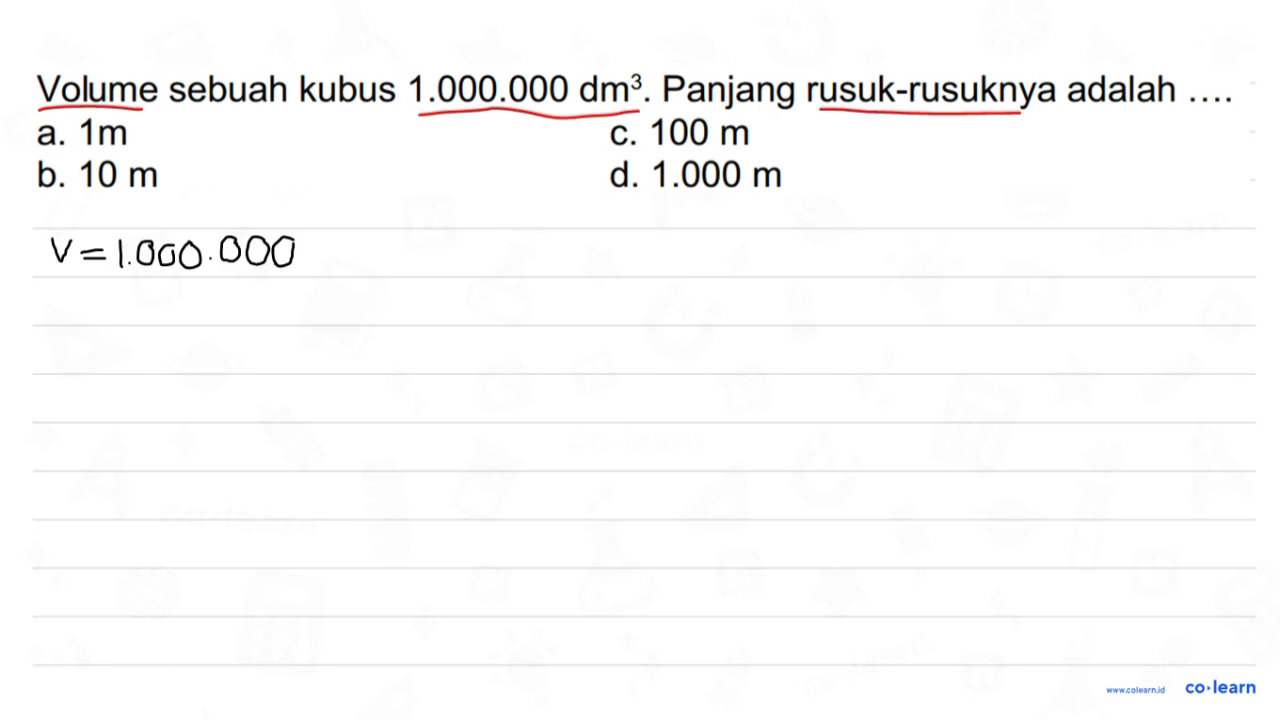 Volume sebuah kubus 1.000.000 dm³. Panjang rusuk-rusuknya adalah ....
a. 1m c. 100 m
b. 10 m d. 1.000 m
V = 1.000.000
www.colearn.id co·learn